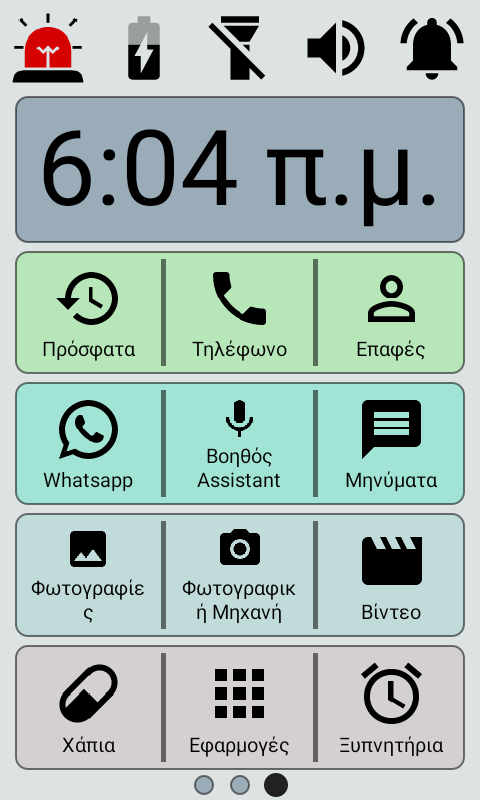 6:04 π.μ.
Πρόσφατα
Τηλέφωνο
Επαφές
Whatsapp
Βοηθός
Assistant
Μηνύματα
Φωτογραφίε
ς
Φωτογραφικ
ή Μηχανή
Βίντεο
Χάπια
Εφαρμογές
Ξυπνητήρια